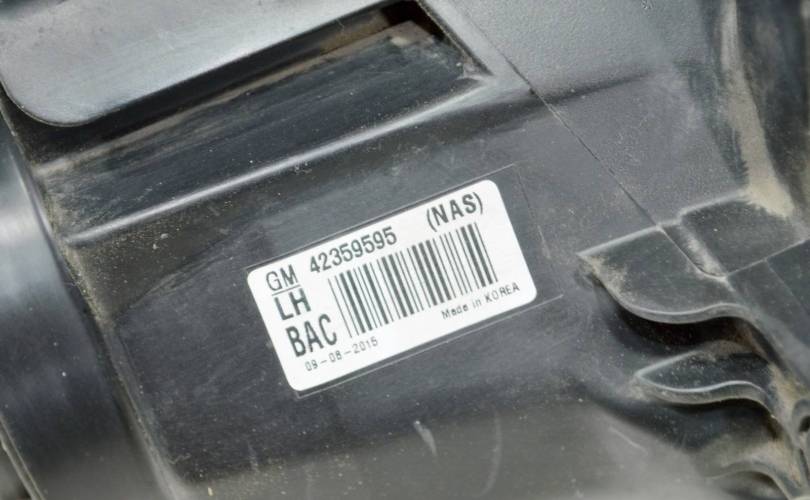 GM 42359595 (NAS)
LH
BAC
09-08-2015 Made in KOREA